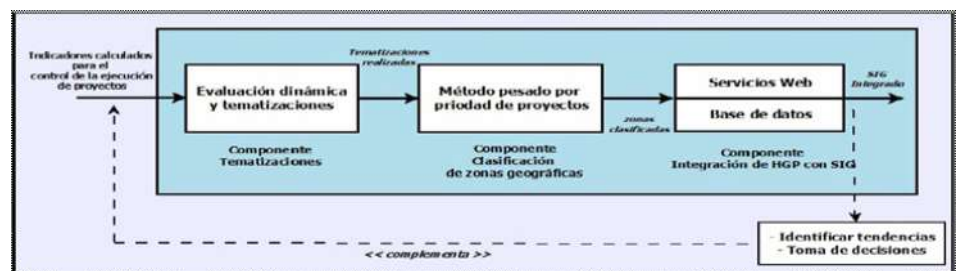 Indicadores calculados
para el
control de la ejecución
de proyectos
Evaluación dinámica
y tematizaciones
Componente
Tematizaciones
Tematizaciones
realizadas
Método pesado por
priodad de proyectos
Componente
Clasificación
de zonas geográficas
zonas
clasificadas
Servicios Web
Base de datos
Componente
Integración de HGP con SIG
SIG
Integrado
- Identificar tendencias
- Toma de decisiones
<< complementa >>